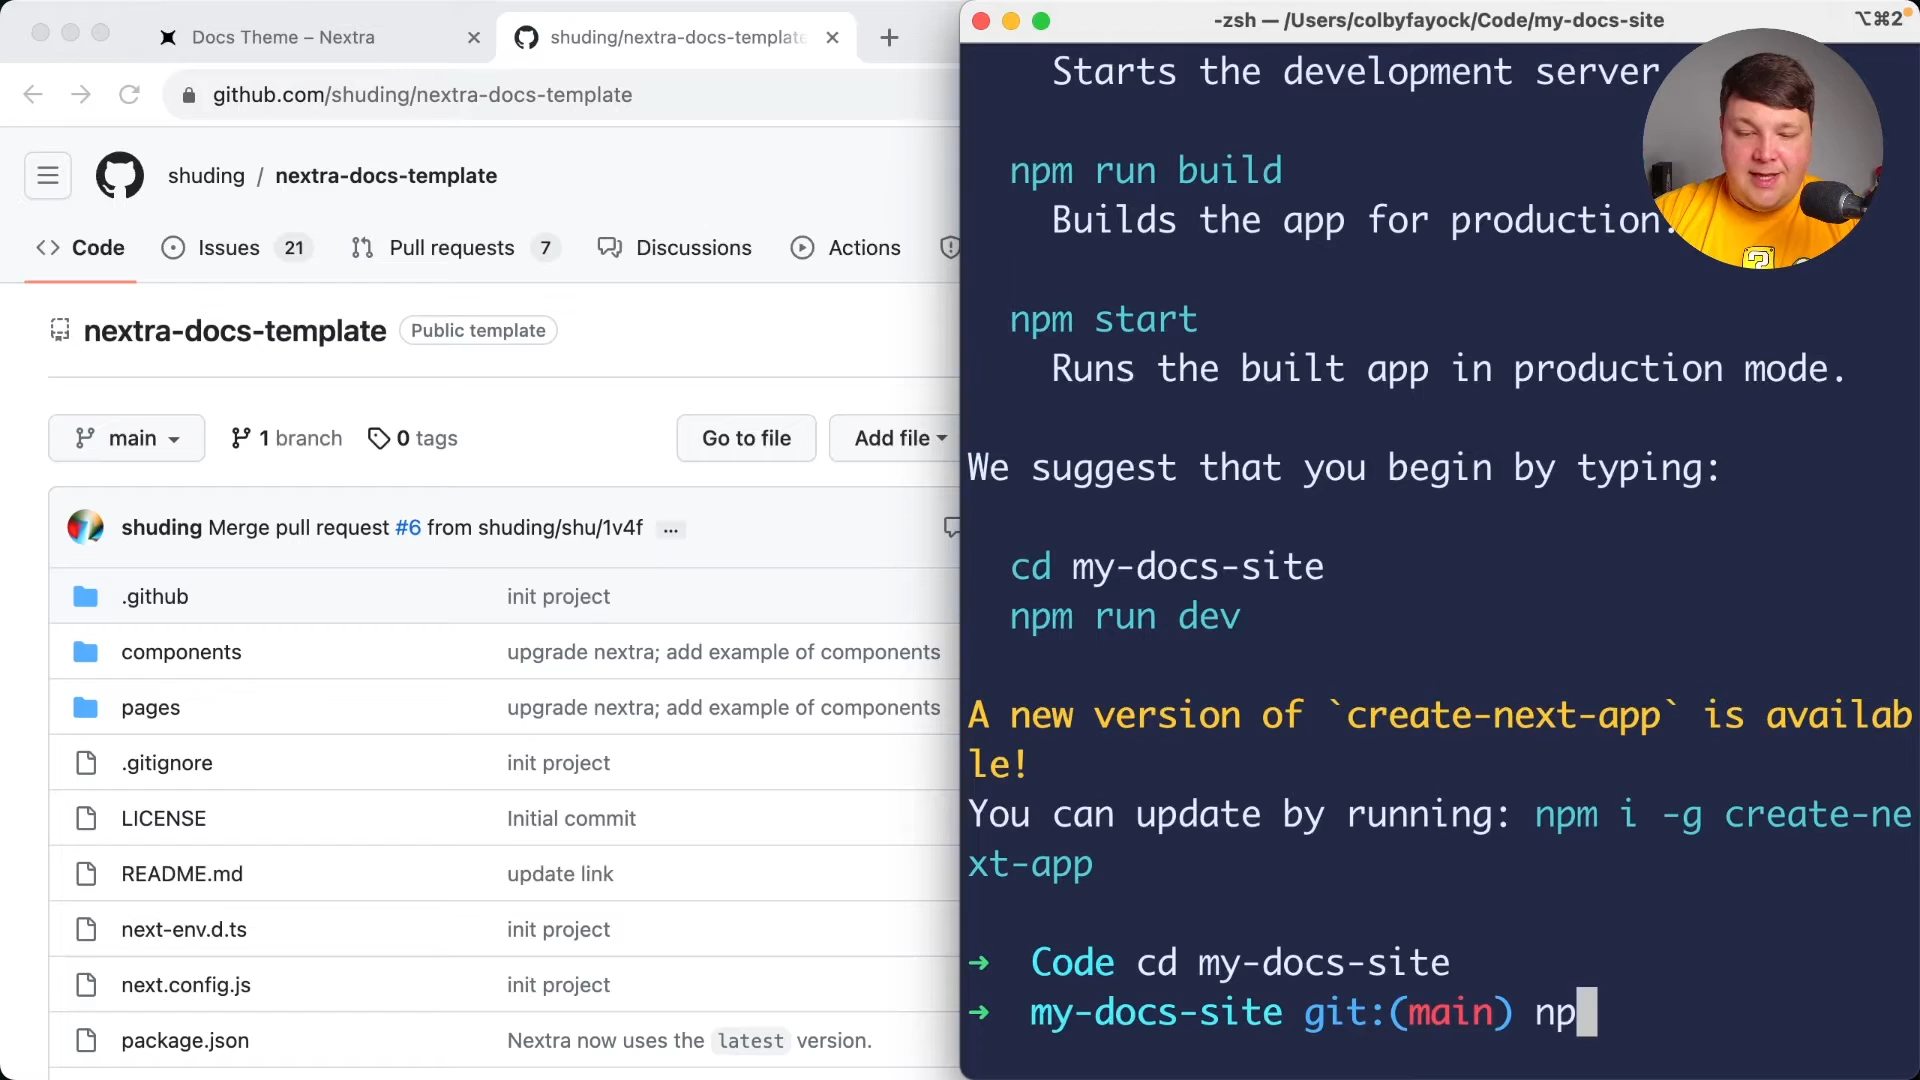 Docs Theme – Nextra
shuding/nextra-docs-template
github.com/shuding/nextra-docs-template
shuding / nextra-docs-template
Code
Issues 21
Pull requests 7
Discussions
Actions
nextra-docs-template Public template
main
1 branch
0 tags
Go to file
Add file
shuding Merge pull request #6 from shuding/shu/1v4f ...
.github init project
components upgrade nextra; add example of components
pages upgrade nextra; add example of components
.gitignore init project
LICENSE Initial commit
README.md update link
next-env.d.ts init project
next.config.js init project
package.json Nextra now uses the latest version.
-zsh — /Users/colbyfayock/Code/my-docs-site
⌥⌘2
Starts the development server
npm run build
Builds the app for production.
npm start
Runs the built app in production mode.
We suggest that you begin by typing:
cd my-docs-site
npm run dev
A new version of `create-next-app` is availab
le!
You can update by running: npm i -g create-ne
xt-app
➜ Code cd my-docs-site
➜ my-docs-site git:(main) np